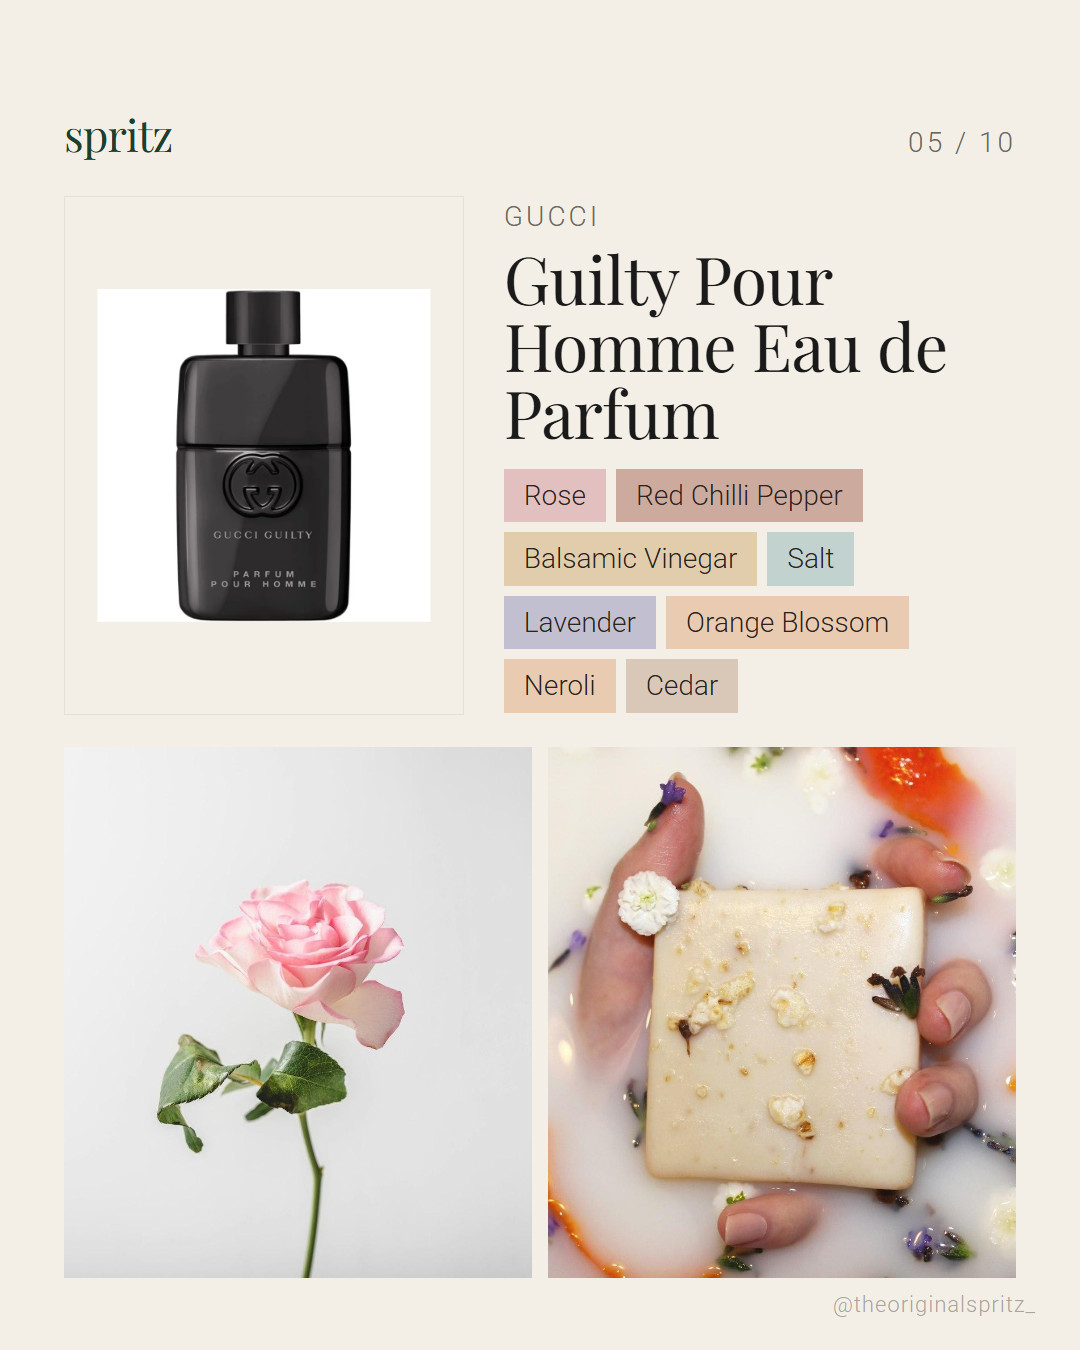 spritz
05 / 10
GUCCI
Guilty Pour
Homme Eau de
Parfum
Rose
Red Chilli Pepper
Balsamic Vinegar
Salt
Lavender
Orange Blossom
Neroli
Cedar
GUCCI GUILTY
PARFUM
POUR HOMME
@theoriginalspritz_